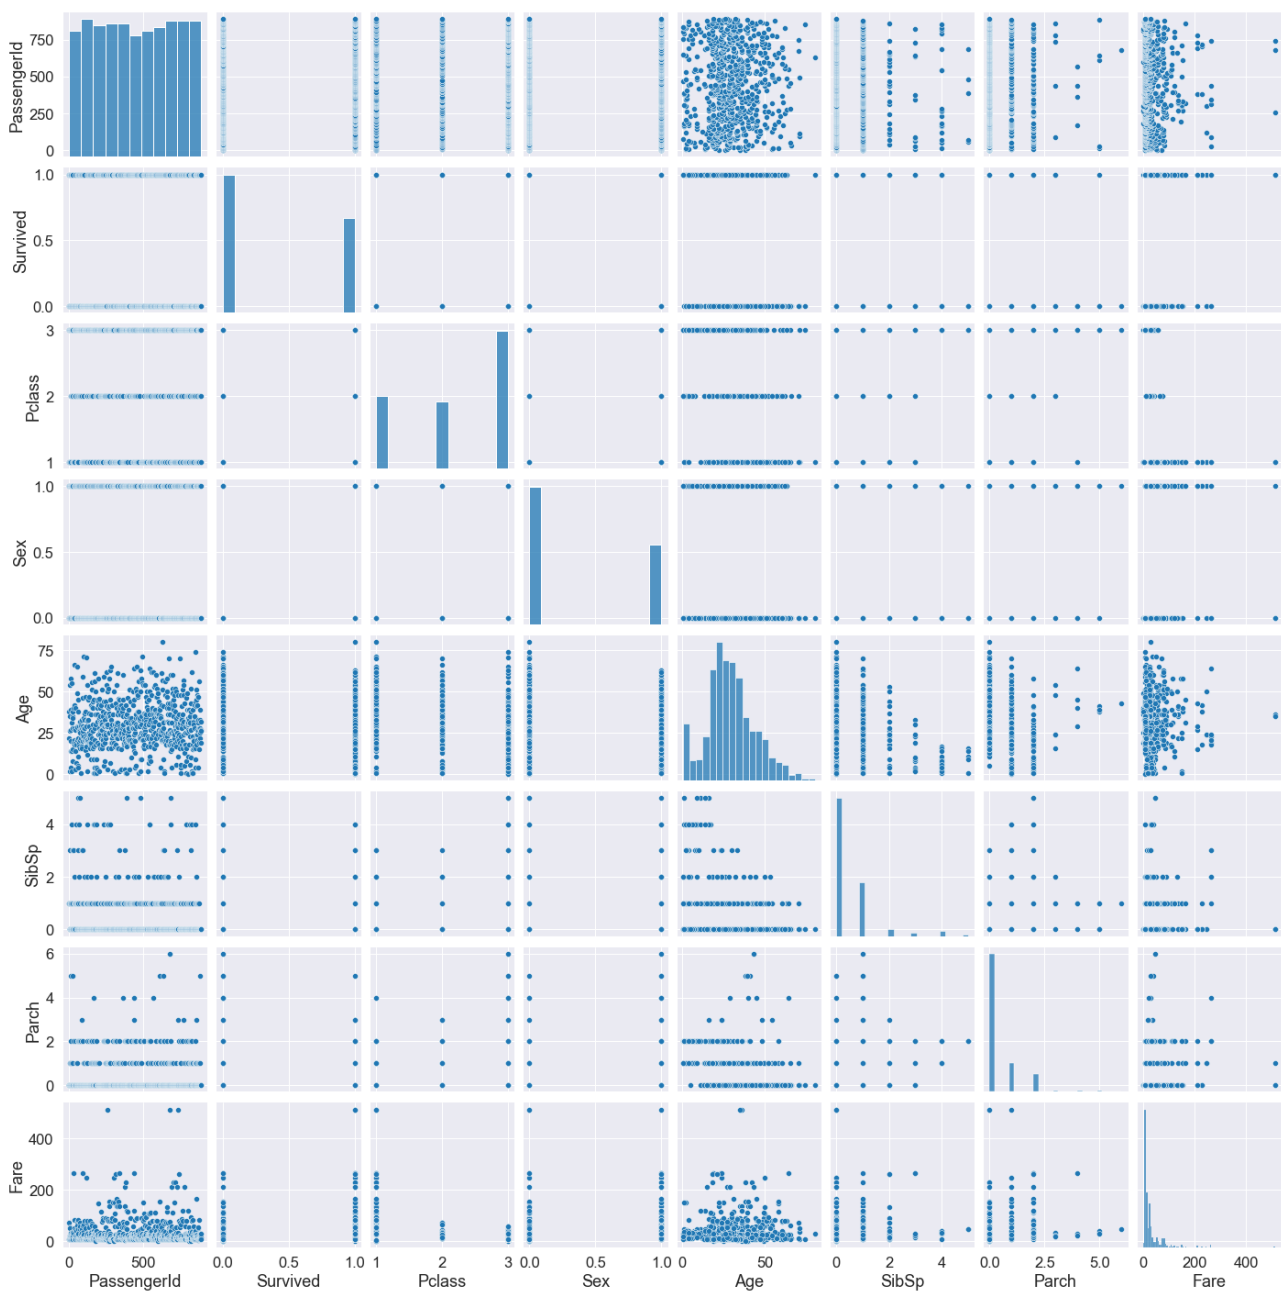 PassengerId
750
500
250
0
Survived
1.0
0.5
0.0
Pclass
3
2
1
Sex
1.0
0.5
0.0
Age
75
50
25
0
SibSp
4
2
0
Parch
6
4
2
0
Fare
400
200
0
0 500
0.0 0.5 1.0
1 2 3
0.0 0.5 1.0
0 50
0 2 4
0.0 2.5 5.0
0 200 400
PassengerId Survived Pclass Sex Age SibSp Parch Fare